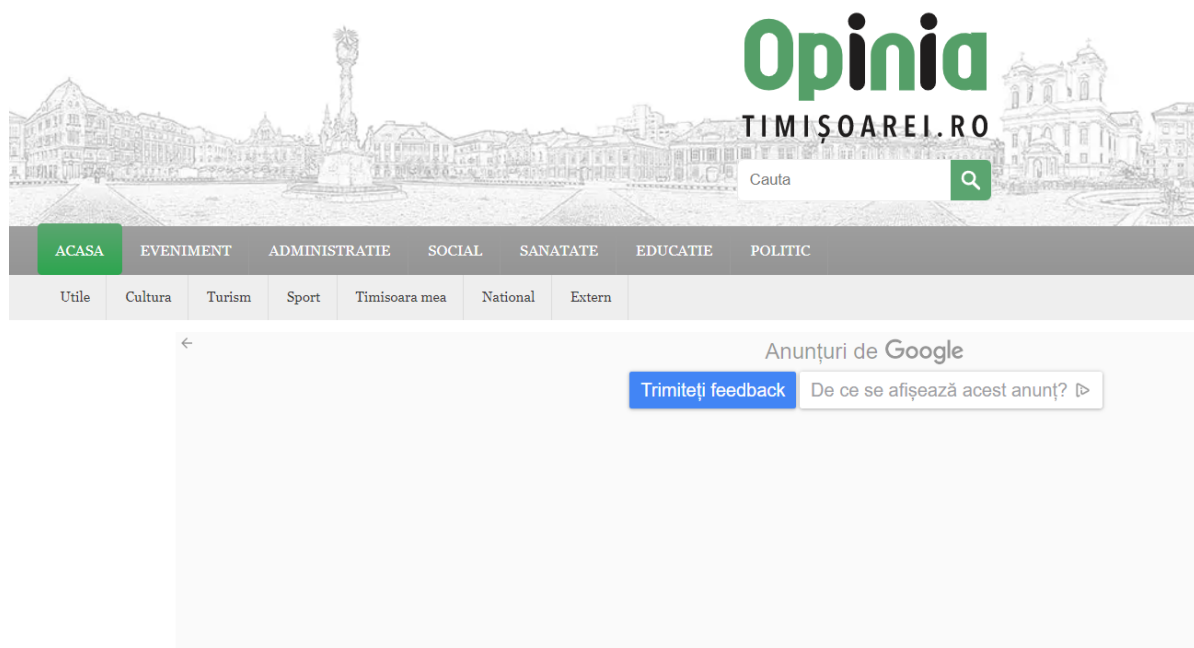 Opinia
TIMIȘOAREI.RO
Cauta
ACASA EVENIMENT ADMINISTRATIE SOCIAL SANATATE EDUCATIE POLITIC
Utile Cultura Turism Sport Timisoara mea National Extern
Anunțuri de Google
Trimiteți feedback De ce se afișează acest anunț?